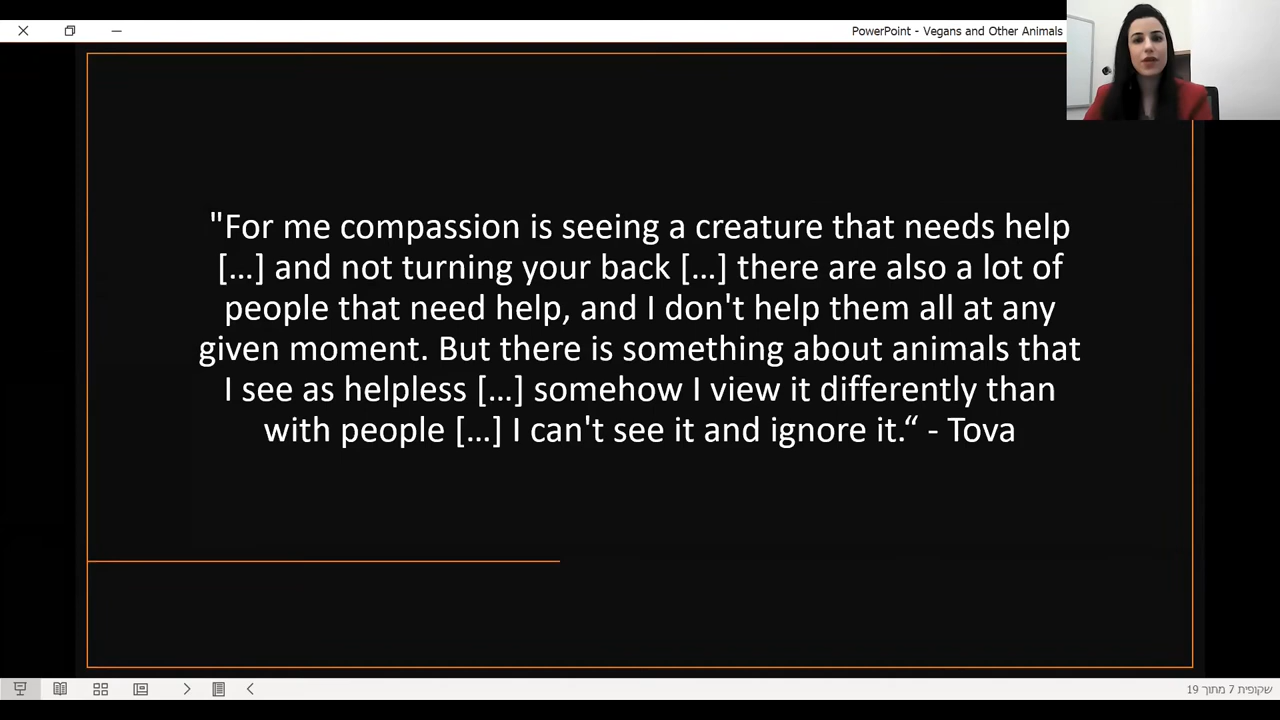 PowerPoint - Vegans and Other Animals
"For me compassion is seeing a creature that needs help
[...] and not turning your back [...] there are also a lot of
people that need help, and I don't help them all at any
given moment. But there is something about animals that
I see as helpless [...] somehow I view it differently than
with people [...] I can't see it and ignore it.“ - Tova
שקופית 7 מתוך 19